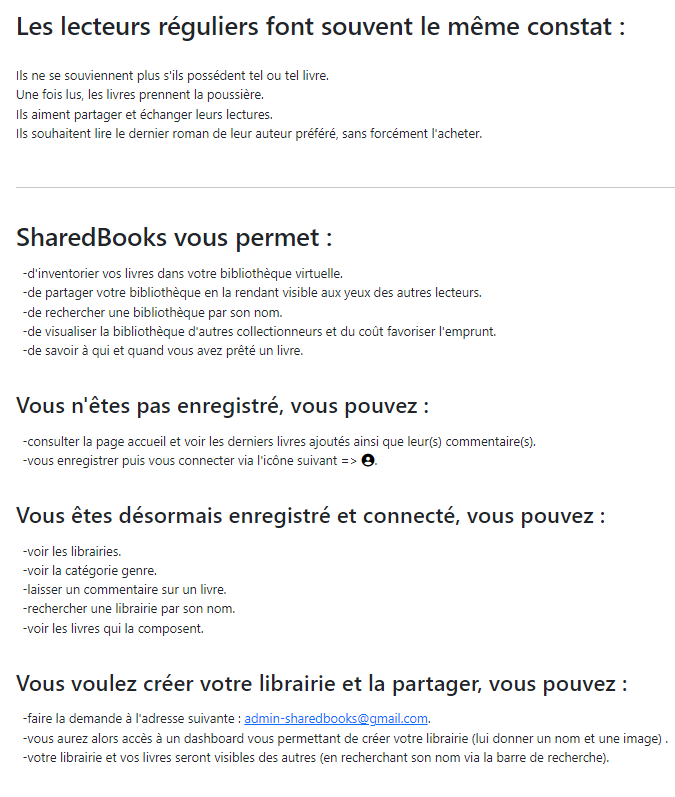 Les lecteurs réguliers font souvent le même constat :
Ils ne se souviennent plus s'ils possédent tel ou tel livre.
Une fois lus, les livres prennent la poussière.
Ils aiment partager et échanger leurs lectures.
Ils souhaitent lire le dernier roman de leur auteur préféré, sans forcément l'acheter.
SharedBooks vous permet :
-d'inventorier vos livres dans votre bibliothèque virtuelle.
-de partager votre bibliothèque en la rendant visible aux yeux des autres lecteurs.
-de rechercher une bibliothèque par son nom.
-de visualiser la bibliothèque d'autres collectionneurs et du coût favoriser l'emprunt.
-de savoir à qui et quand vous avez prêté un livre.
Vous n'êtes pas enregistré, vous pouvez :
-consulter la page accueil et voir les derniers livres ajoutés ainsi que leur(s) commentaire(s).
-vous enregistrer puis vous connecter via l'icône suivant => .
Vous êtes désormais enregistré et connecté, vous pouvez :
-voir les librairies.
-voir la catégorie genre.
-laisser un commentaire sur un livre.
-rechercher une librairie par son nom.
-voir les livres qui la composent.
Vous voulez créer votre librairie et la partager, vous pouvez :
-faire la demande à l'adresse suivante : admin-sharedbooks@gmail.com.
-vous aurez alors accès à un dashboard vous permettant de créer votre librairie (lui donner un nom et une image) .
-votre librairie et vos livres seront visibles des autres (en recherchant son nom via la barre de recherche).